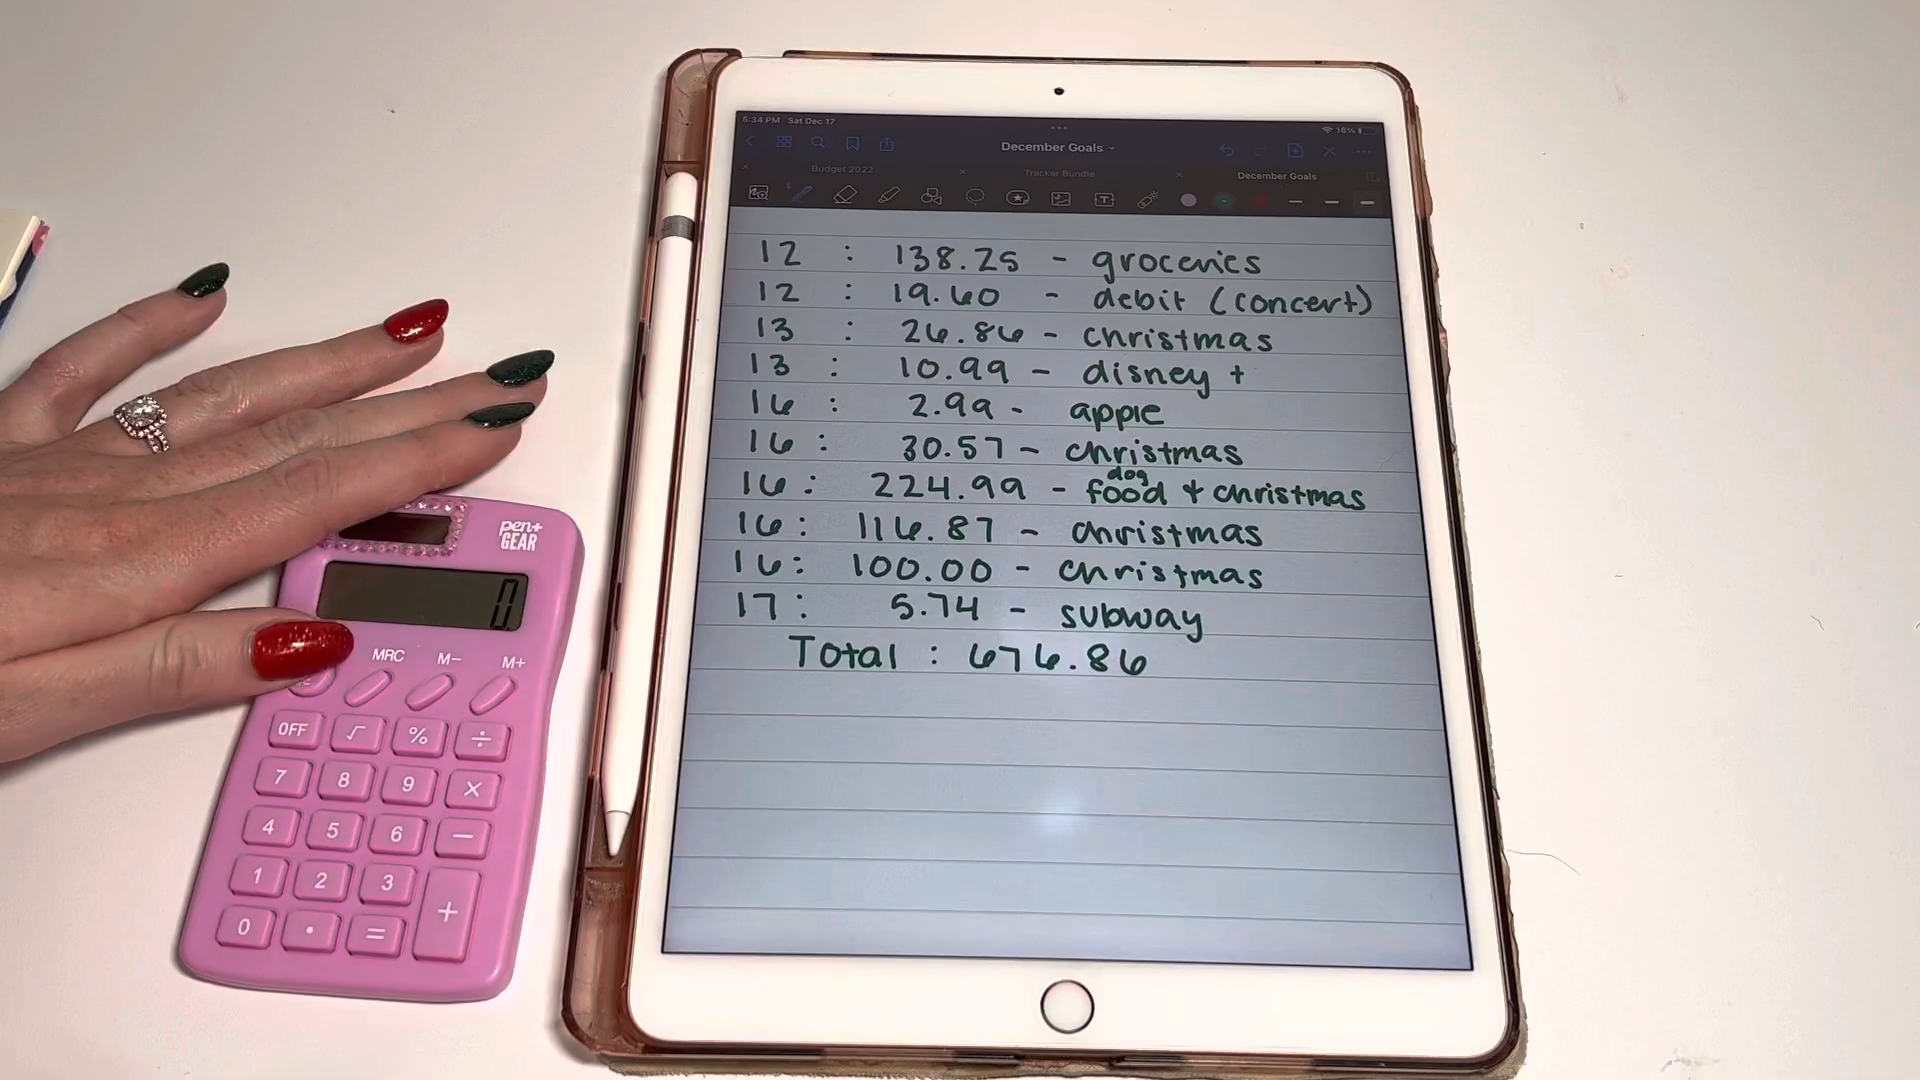 5:34 PM Sat Dec 17
16%
December Goals
Budget 2022
Tracker Bundle
December Goals
12 : 138.25 - groceries
12 : 19.60 - debit (concert)
13 : 26.86 - christmas
13 : 10.99 - disney +
16 : 2.99 - apple
16 : 30.57 - christmas
16 : 224.99 - dog food + christmas
16 : 116.87 - christmas
16 : 100.00 - christmas
17 : 5.74 - subway
Total : 676.86
pen+
GEAR
0
MRC M- M+
OFF √ % ÷
7 8 9 ×
4 5 6 −
1 2 3 +
0 . =